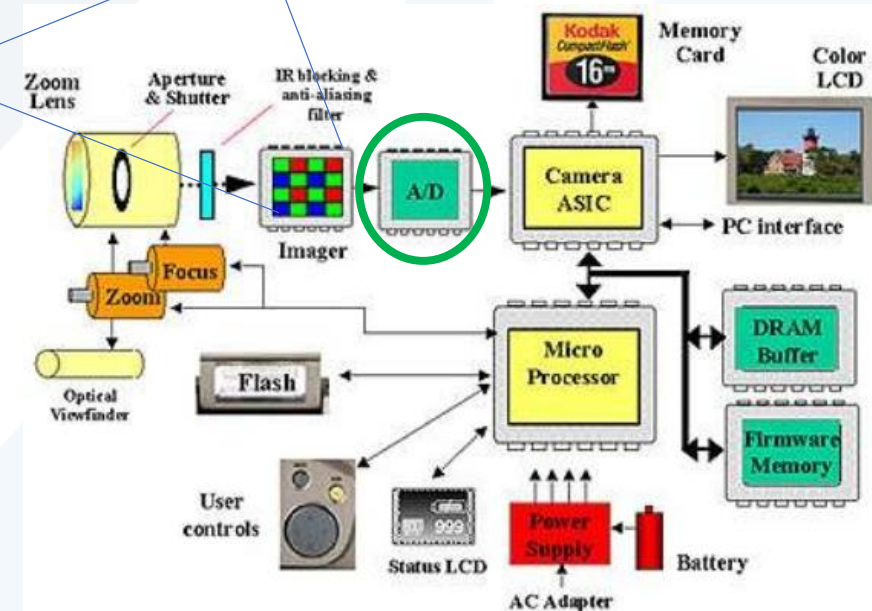 Zoom
Lens
Aperture
& Shutter
IR blocking &
anti-aliasing
filter
Kodak
CompactFlash
16
Memory
Card
Color
LCD
A/D
Imager
Camera
ASIC
PC interface
Focus
Zoom
Optical
Viewfinder
Flash
Micro
Processor
DRAM
Buffer
Firmware
Memory
User
controls
999
Status LCD
Power
Supply
Battery
AC Adapter